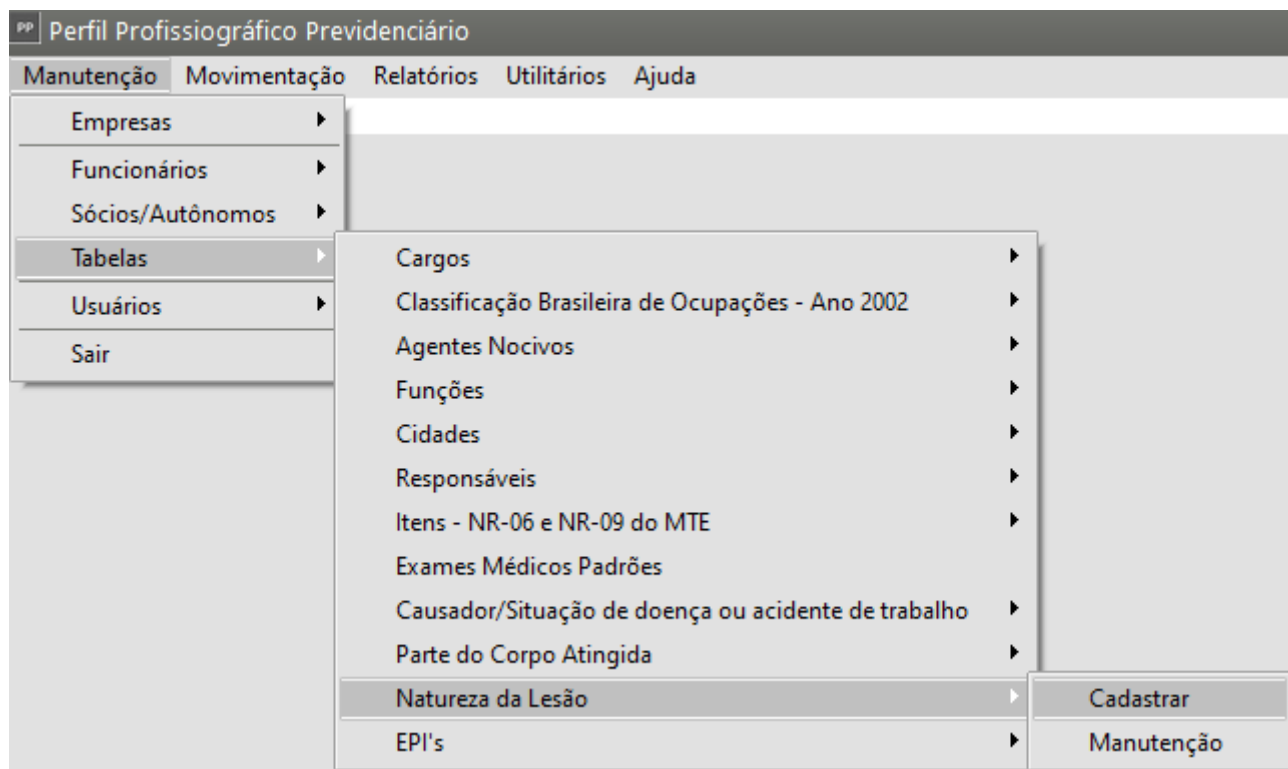 PP Perfil Profissiográfico Previdenciário
Manutenção Movimentação Relatórios Utilitários Ajuda
Empresas
Funcionários
Sócios/Autônomos
Tabelas
Usuários
Sair
Cargos
Classificação Brasileira de Ocupações - Ano 2002
Agentes Nocivos
Funções
Cidades
Responsáveis
Itens - NR-06 e NR-09 do MTE
Exames Médicos Padrões
Causador/Situação de doença ou acidente de trabalho
Parte do Corpo Atingida
Natureza da Lesão
EPI's
Cadastrar
Manutenção